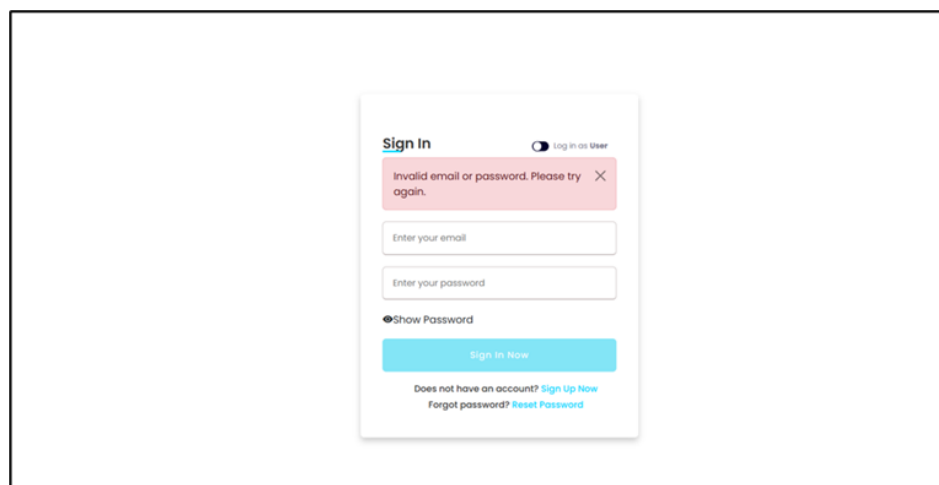 Sign In
Log in as User
Invalid email or password. Please try
again.
Enter your email
Enter your password
Show Password
Sign In Now
Does not have an account? Sign Up Now
Forgot password? Reset Password